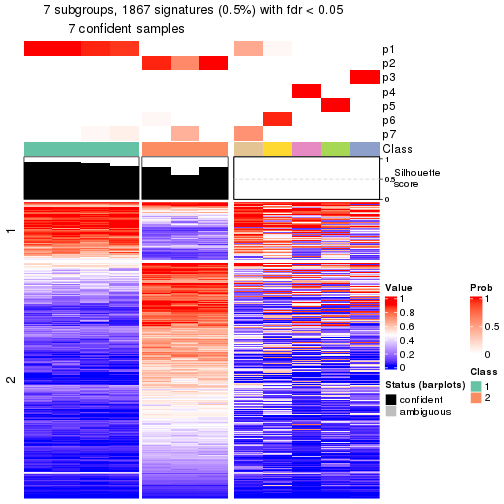 7 subgroups, 1867 signatures (0.5%) with fdr < 0.05
7 confident samples
p1
p2
p3
p4
p5
p6
p7
Class
1
0.5
0
Silhouette
score
1
2
Value
1
0.8
0.6
0.4
0.2
0
Prob
1
0.5
0
Status (barplots)
confident
ambiguous
Class
1
2